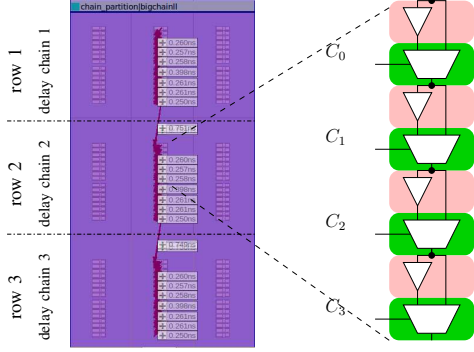 chain_partition|bigchain||
row 1
delay chain 1
0.260ns
0.257ns
0.258ns
0.398ns
0.261ns
0.261ns
0.250ns
0.751ns
row 2
delay chain 2
0.260ns
0.257ns
0.258ns
0.398ns
0.261ns
0.261ns
0.250ns
0.749ns
row 3
delay chain 3
0.260ns
0.257ns
0.258ns
0.398ns
0.261ns
0.261ns
0.250ns
C0
C1
C2
C3